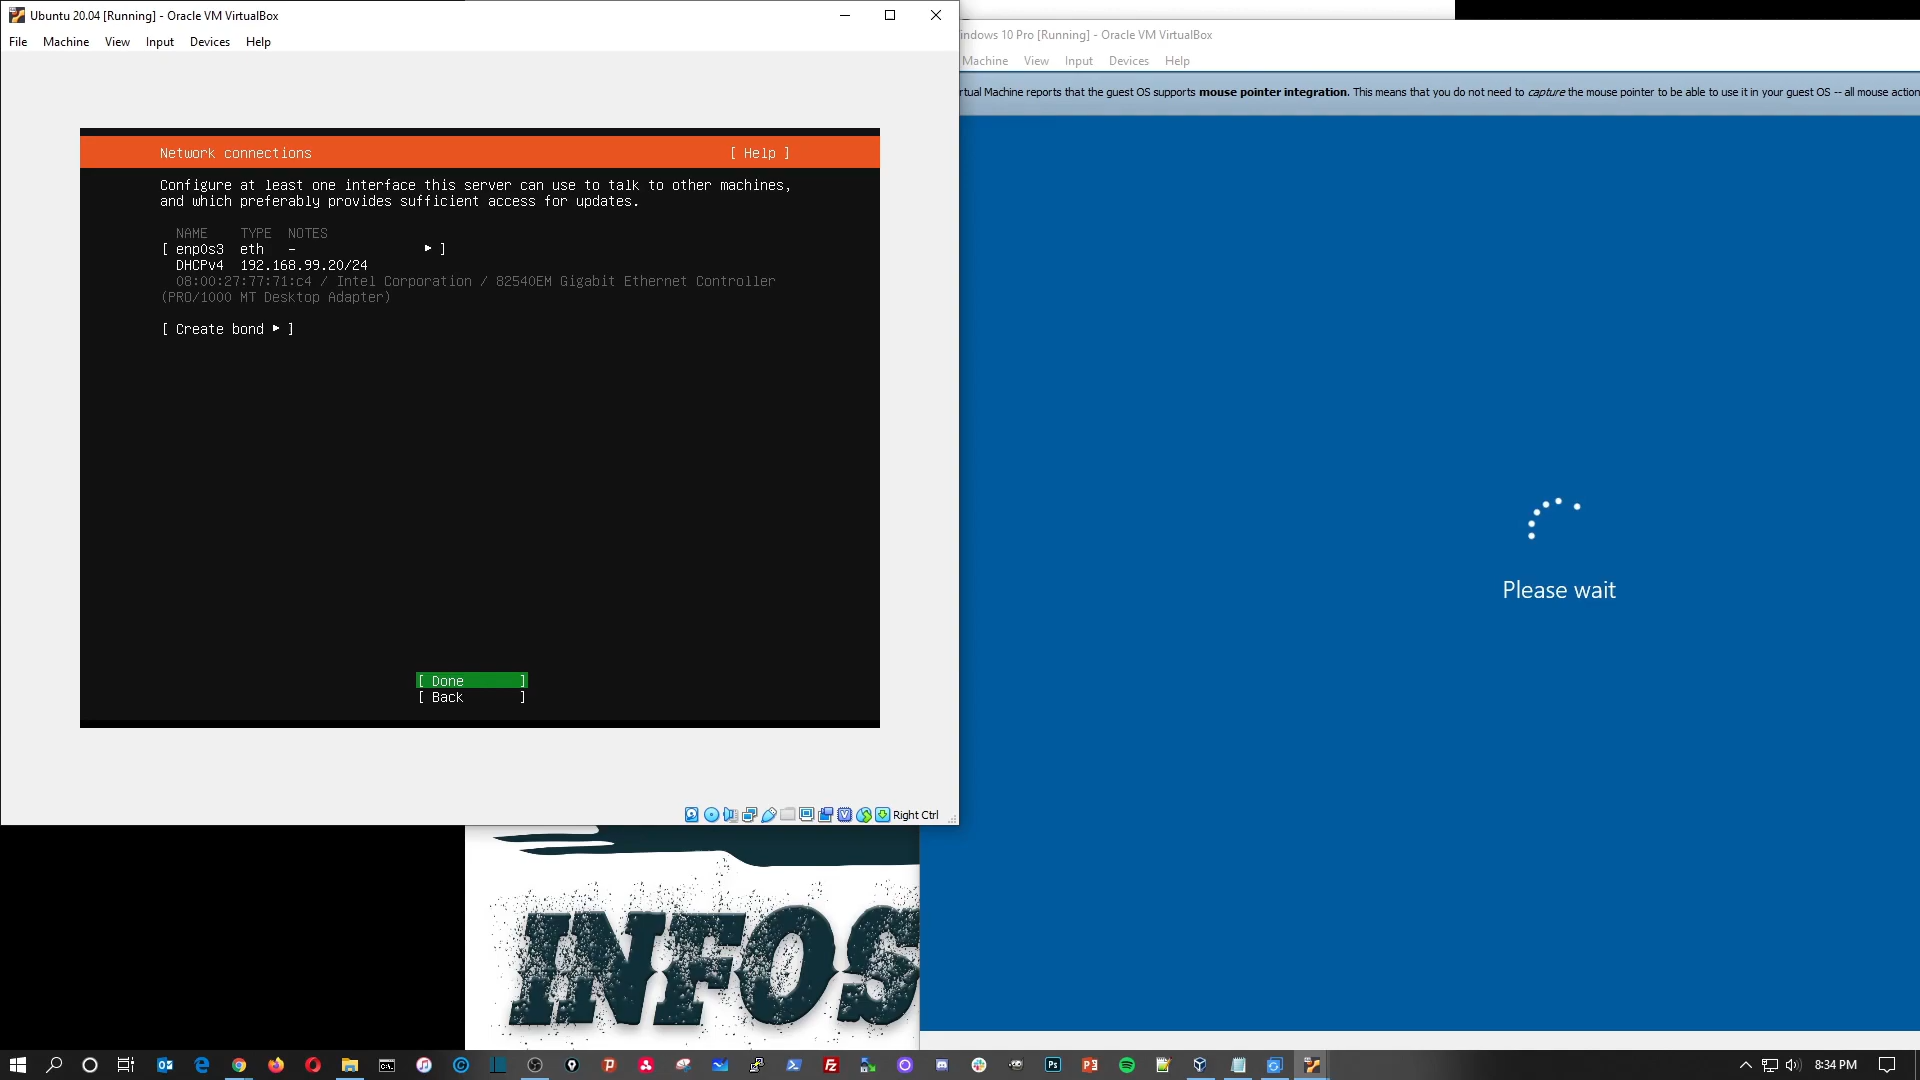 Ubuntu 20.04 [Running] - Oracle VM VirtualBox
File Machine View Input Devices Help
Network connections [ Help ]
Configure at least one interface this server can use to talk to other machines,
and which preferably provides sufficient access for updates.
NAME TYPE NOTES
[ enp0s3 eth – ▸ ]
DHCPv4 192.168.99.20/24
08:00:27:77:71:c4 / Intel Corporation / 82540EM Gigabit Ethernet Controller
(PRO/1000 MT Desktop Adapter)
[ Create bond ▸ ]
[ Done ]
[ Back ]
Right Ctrl
indows 10 Pro [Running] - Oracle VM VirtualBox
Machine View Input Devices Help
rtual Machine reports that the guest OS supports mouse pointer integration. This means that you do not need to capture the mouse pointer to be able to use it in your guest OS -- all mouse action
Please wait
INFOS
8:34 PM